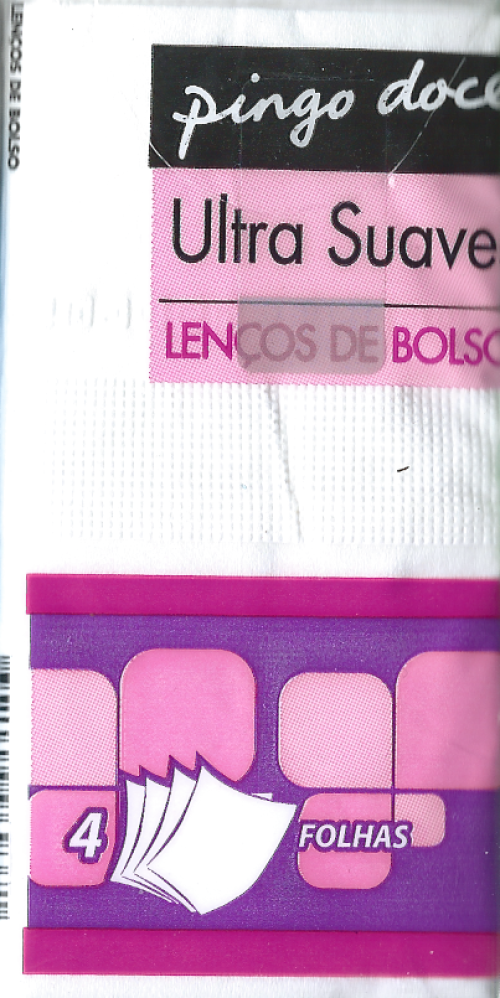 LENÇOS DE BOLSO
pingo doce
Ultra Suave
LENÇOS DE BOLSO
4 FOLHAS